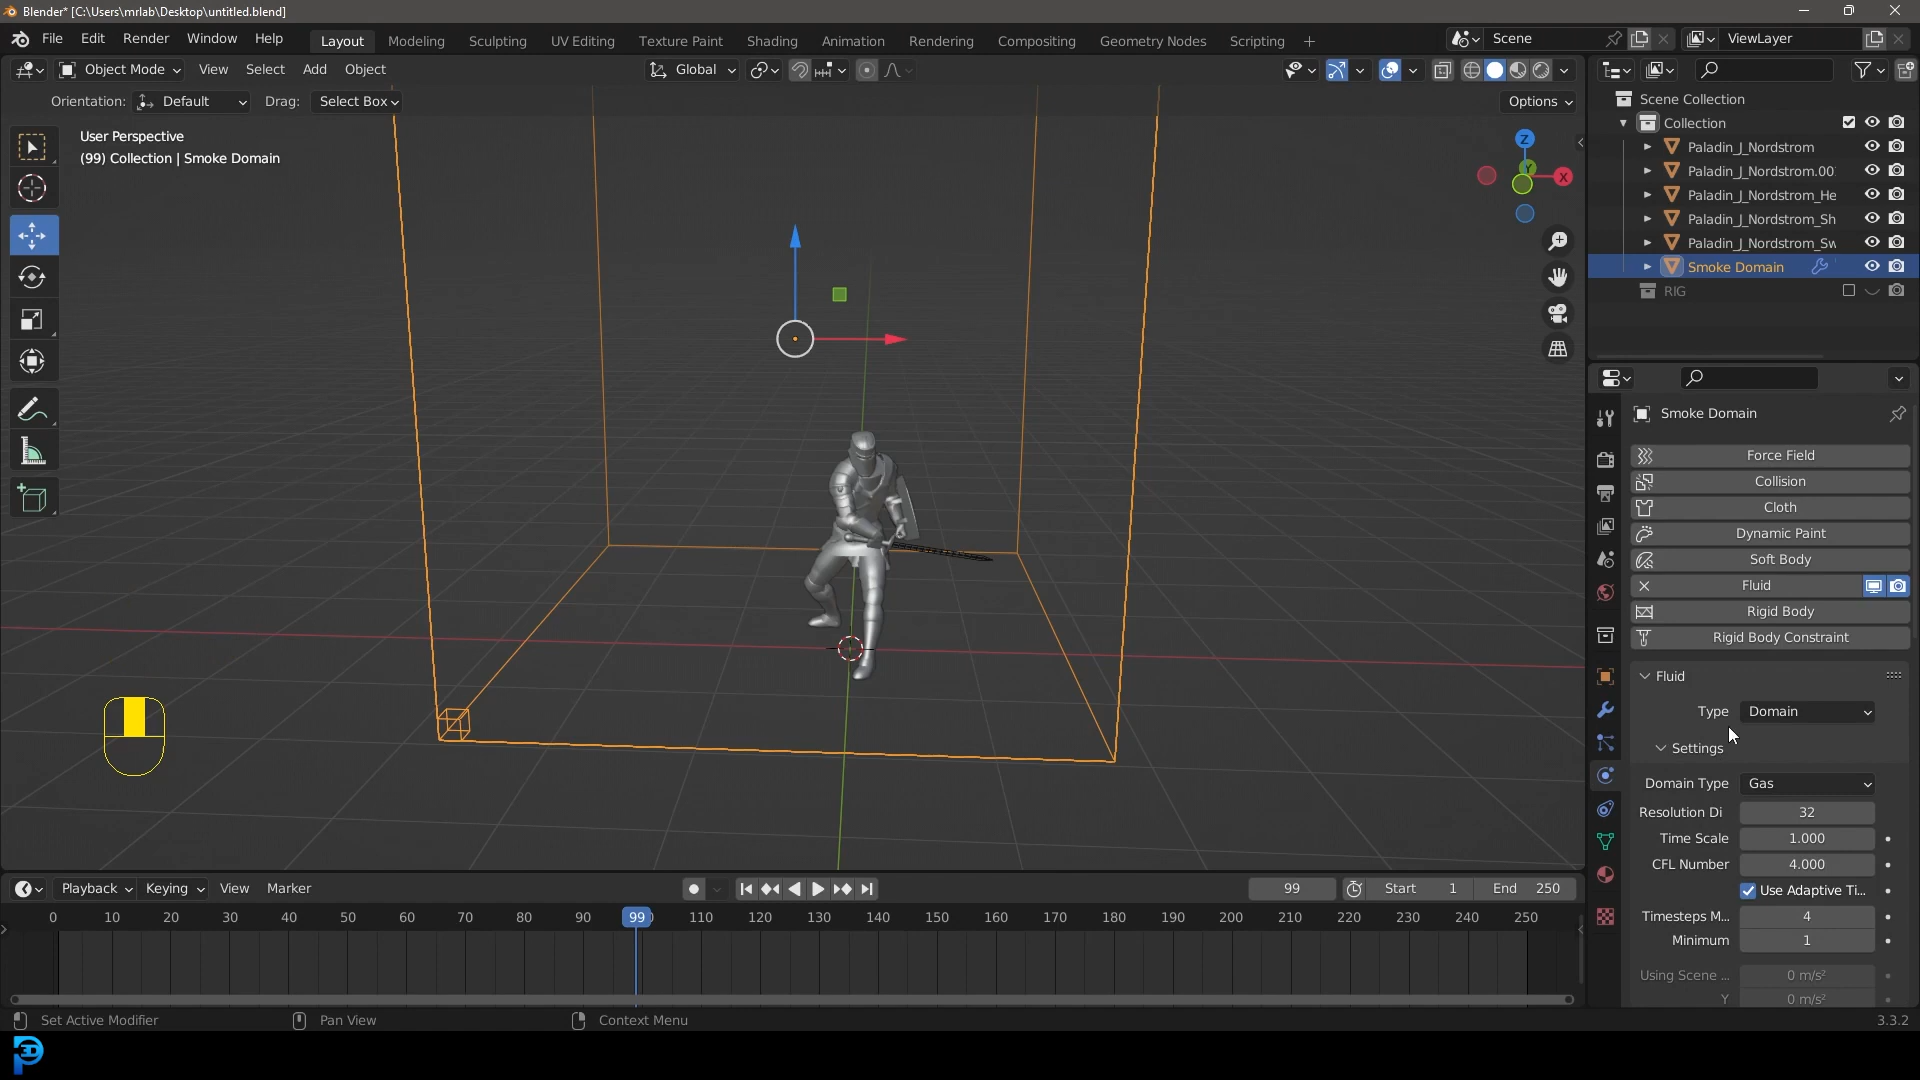 Blender* [C:\Users\mrlab\Desktop\untitled.blend]
File Edit Render Window Help
Layout Modeling Sculpting UV Editing Texture Paint Shading Animation Rendering Compositing Geometry Nodes Scripting +
Scene
ViewLayer
Object Mode View Select Add Object
Global
Orientation: Default Drag: Select Box
Options
User Perspective
(99) Collection | Smoke Domain
Z
Y
X
Scene Collection
Collection
Paladin_J_Nordstrom
Paladin_J_Nordstrom.00
Paladin_J_Nordstrom_He
Paladin_J_Nordstrom_Sh
Paladin_J_Nordstrom_Sw
Smoke Domain
RIG
Smoke Domain
Force Field
Collision
Cloth
Dynamic Paint
Soft Body
Fluid
Rigid Body
Rigid Body Constraint
Fluid
Type Domain
Settings
Domain Type Gas
Resolution Di 32
Time Scale 1.000
CFL Number 4.000
Use Adaptive Ti...
Timesteps M... 4
Minimum 1
Using Scene ... 0 m/s²
Y 0 m/s²
Playback Keying View Marker
99 Start 1 End 250
0 10 20 30 40 50 60 70 80 90 99 110 120 130 140 150 160 170 180 190 200 210 220 230 240 250
Set Active Modifier Pan View Context Menu
3.3.2
3D